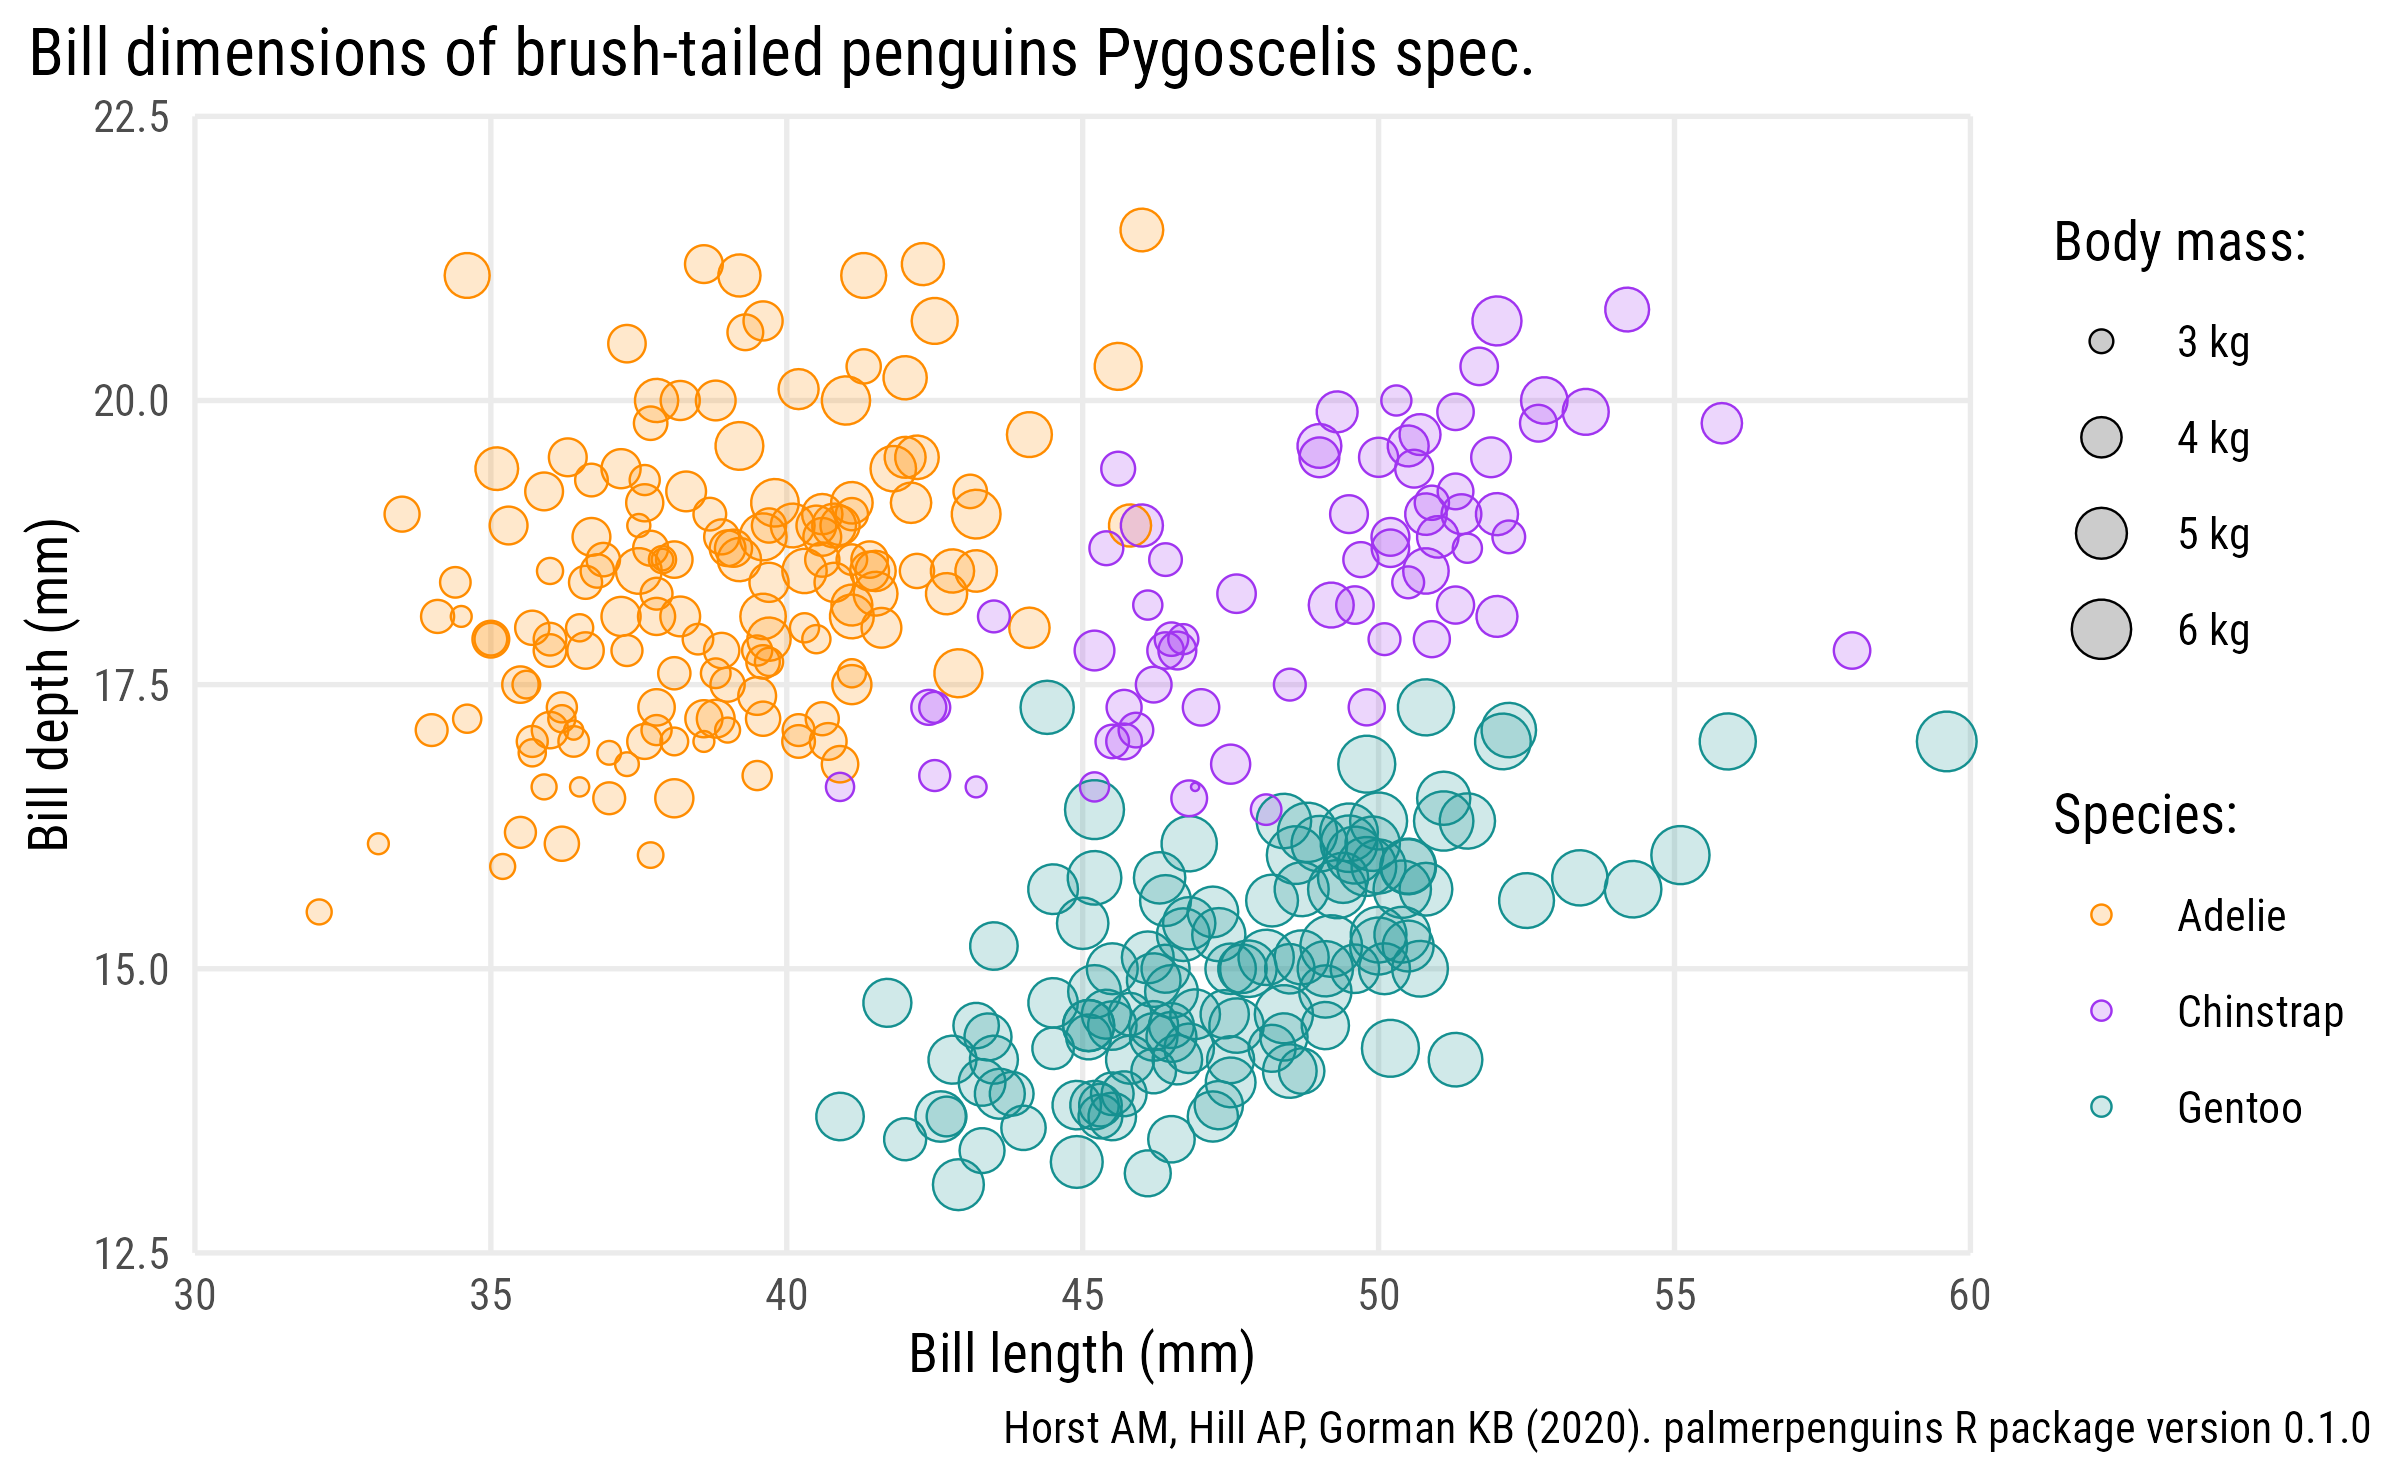 Bill dimensions of brush-tailed penguins Pygoscelis spec.
22.5
20.0
17.5
15.0
12.5
Bill depth (mm)
30 35 40 45 50 55 60
Bill length (mm)
Body mass:
3 kg
4 kg
5 kg
6 kg
Species:
Adelie
Chinstrap
Gentoo
Horst AM, Hill AP, Gorman KB (2020). palmerpenguins R package version 0.1.0